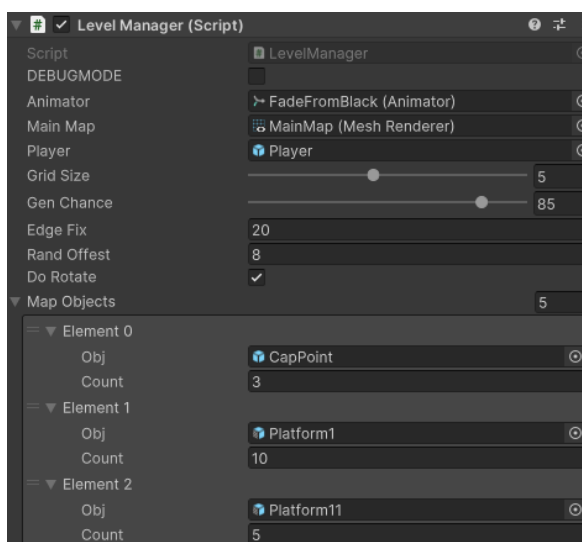 Level Manager (Script)
Script LevelManager
DEBUGMODE
Animator FadeFromBlack (Animator)
Main Map MainMap (Mesh Renderer)
Player Player
Grid Size 5
Gen Chance 85
Edge Fix 20
Rand Offest 8
Do Rotate
Map Objects 5
Element 0
Obj CapPoint
Count 3
Element 1
Obj Platform1
Count 10
Element 2
Obj Platform11
Count 5